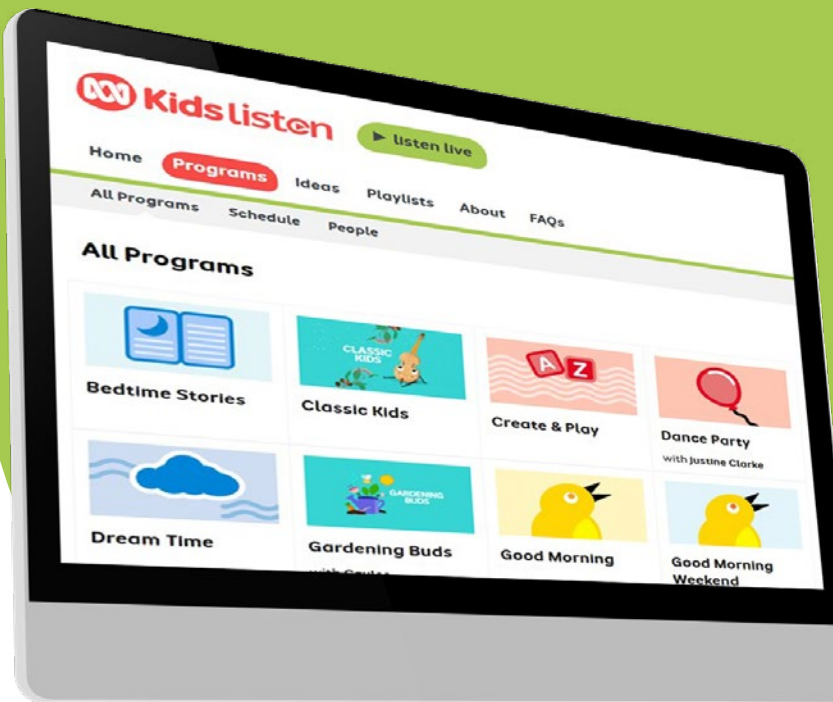 ABC Kids listen
listen live
Home Programs Ideas Playlists About FAQs
All Programs Schedule People
All Programs
CLASSIC
KIDS
A Z
Bedtime Stories
Classic Kids
Create & Play
Dance Party
with Justine Clarke
GARDENING
BUDS
Dream Time
Gardening Buds
Good Morning
Good Morning
Weekend
with